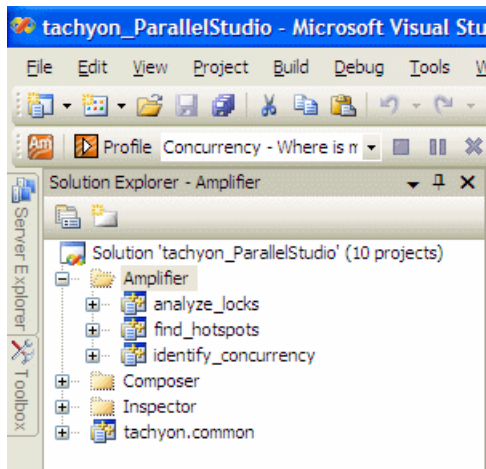 tachyon_ParallelStudio - Microsoft Visual Stu
File Edit View Project Build Debug Tools
Am Profile Concurrency - Where is
Solution Explorer - Amplifier
Server Explorer
Toolbox
Solution 'tachyon_ParallelStudio' (10 projects)
Amplifier
analyze_locks
find_hotspots
identify_concurrency
Composer
Inspector
tachyon.common